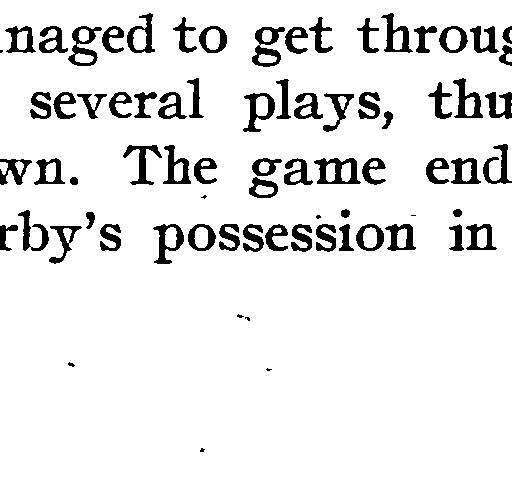 naged to get throug
several plays, thu
wn. The game end
rby's possession in